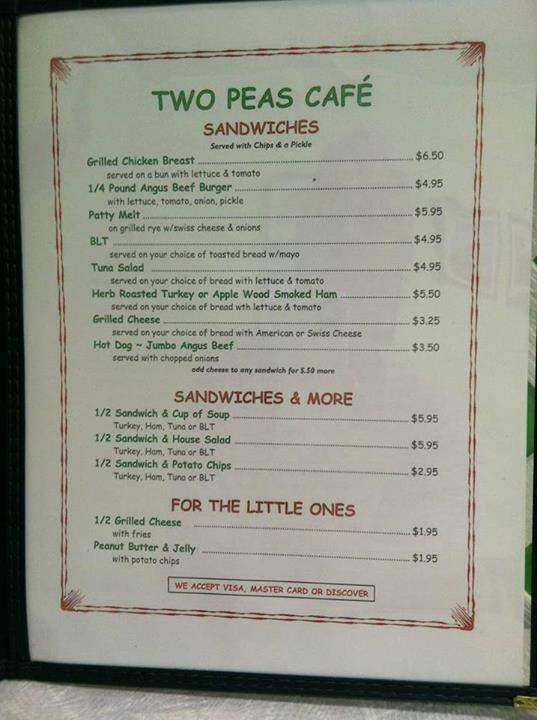 TWO PEAS CAFÉ
SANDWICHES
Served with Chips & a Pickle
Grilled Chicken Breast $6.50
served on a bun with lettuce & tomato
1/4 Pound Angus Beef Burger $4.95
with lettuce, tomato, onion, pickle
Patty Melt $5.95
on grilled rye w/swiss cheese & onions
BLT $4.95
served on your choice of toasted bread w/mayo
Tuna Salad $4.95
served on your choice of bread with lettuce & tomato
Herb Roasted Turkey or Apple Wood Smoked Ham $5.50
served on your choice of bread wth lettuce & tomato
Grilled Cheese $3.25
served on your choice of bread with American or Swiss Cheese
Hot Dog ~ Jumbo Angus Beef $3.50
served with chopped onions
add cheese to any sandwich for $.50 more
SANDWICHES & MORE
1/2 Sandwich & Cup of Soup $5.95
Turkey, Ham, Tuna or BLT
1/2 Sandwich & House Salad $5.95
Turkey, Ham, Tuna or BLT
1/2 Sandwich & Potato Chips $2.95
Turkey, Ham, Tuna or BLT
FOR THE LITTLE ONES
1/2 Grilled Cheese $1.95
with fries
Peanut Butter & Jelly $1.95
with potato chips
WE ACCEPT VISA, MASTER CARD OR DISCOVER